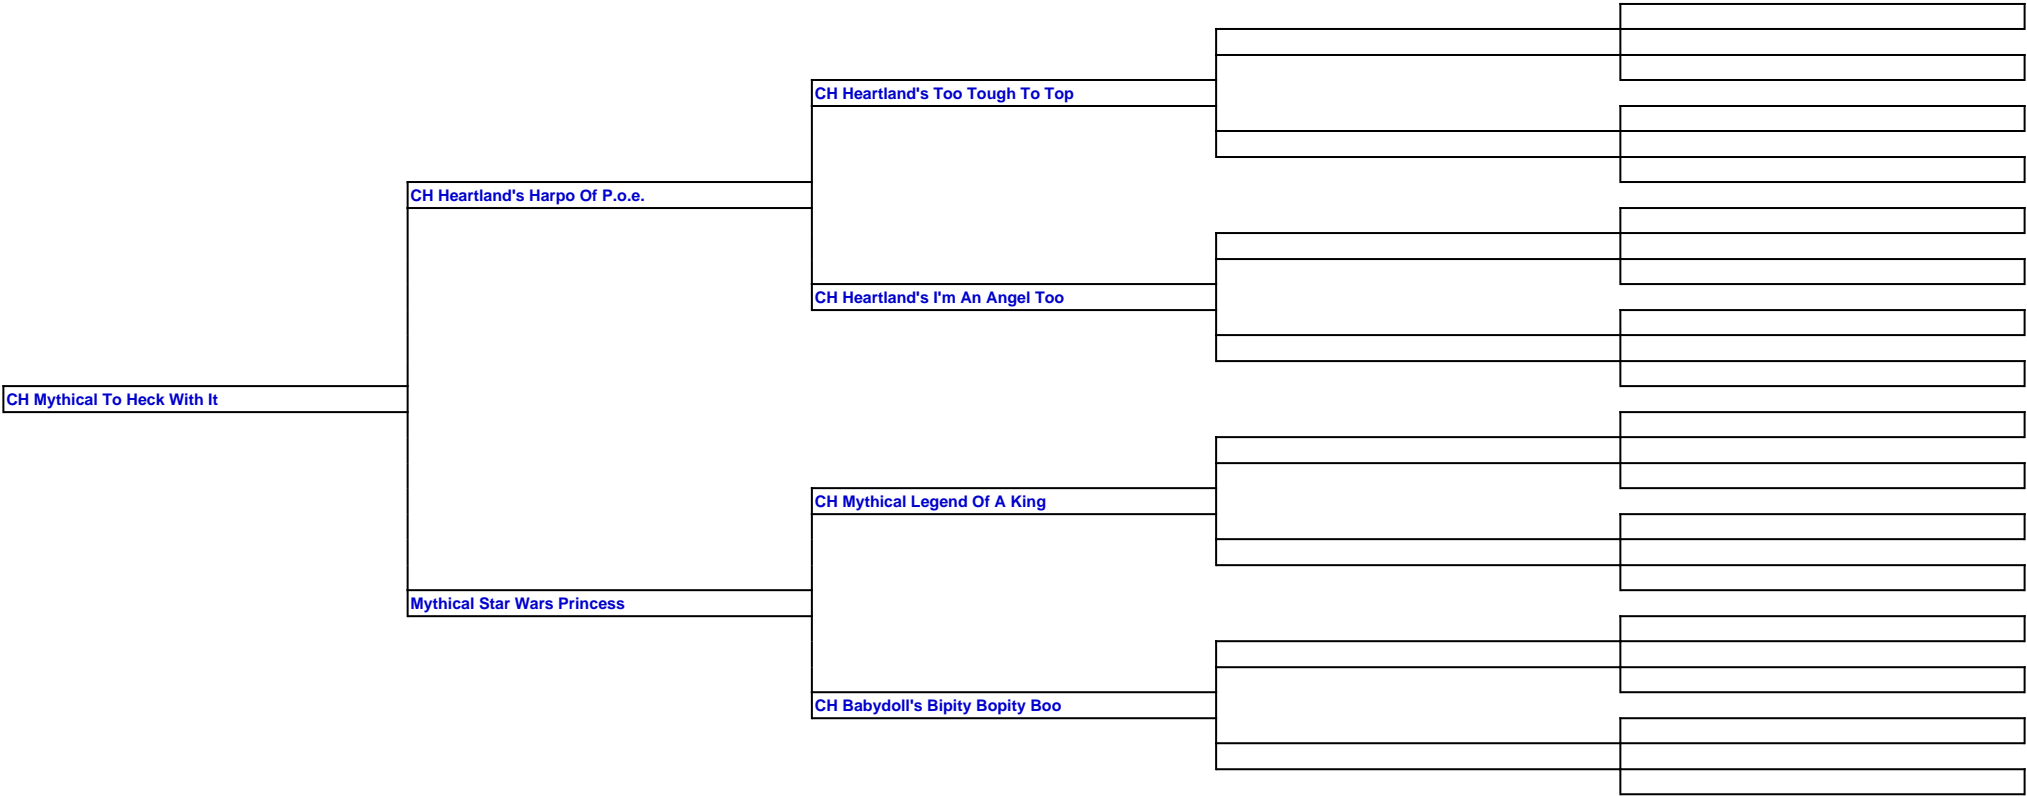 CH Heartland's Too Tough To Top
CH Heartland's Harpo Of P.o.e.
CH Heartland's I'm An Angel Too
CH Mythical To Heck With It
CH Mythical Legend Of A King
Mythical Star Wars Princess
CH Babydoll's Bipity Bopity Boo